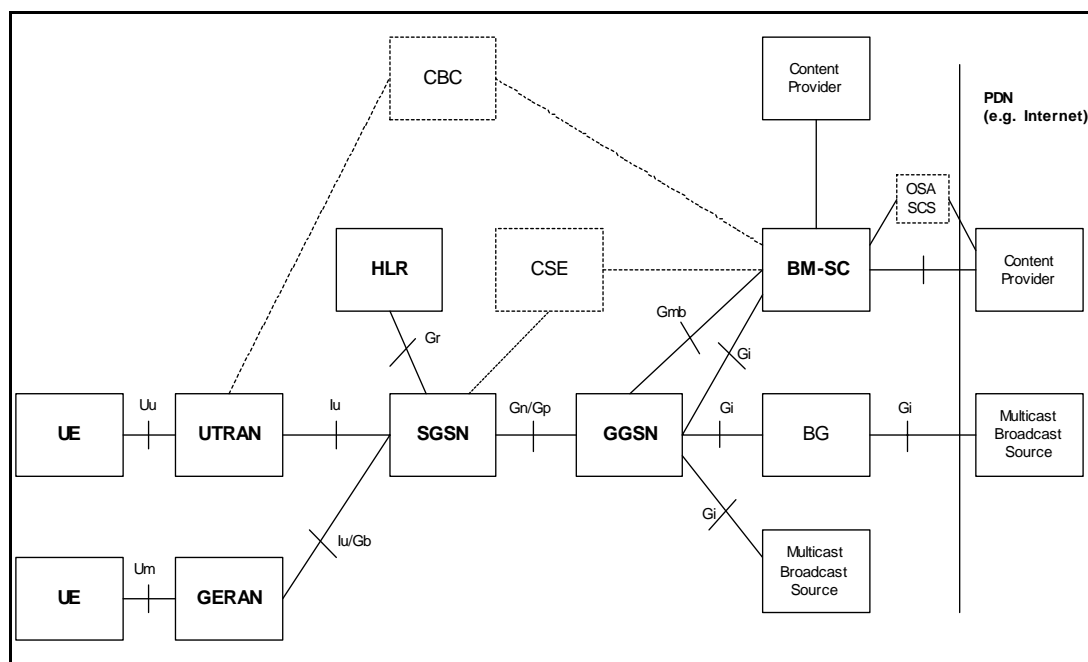 CBC
Content
Provider
PDN
(e.g. Internet)
OSA
SCS
HLR
CSE
BM-SC
Content
Provider
Gmb
Gr
Gi
Uu
Iu
Gn/Gp
Gi
Gi
UE
UTRAN
SGSN
GGSN
BG
Multicast
Broadcast
Source
Gi
Iu/Gb
Um
UE
GERAN
Multicast
Broadcast
Source